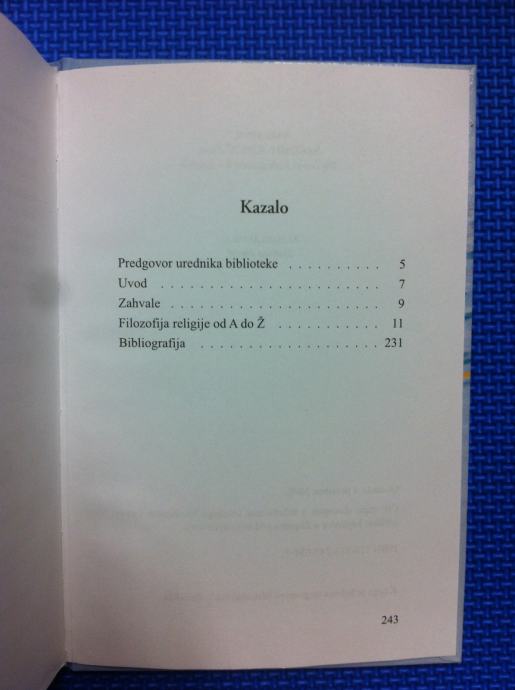 Kazalo
Predgovor urednika biblioteke . . . . . . . . . . 5
Uvod . . . . . . . . . . . . . . . . . . . . . . . 7
Zahvale . . . . . . . . . . . . . . . . . . . . . . 9
Filozofija religije od A do Ž . . . . . . . . . . . 11
Bibliografija . . . . . . . . . . . . . . . . . . . 231
243